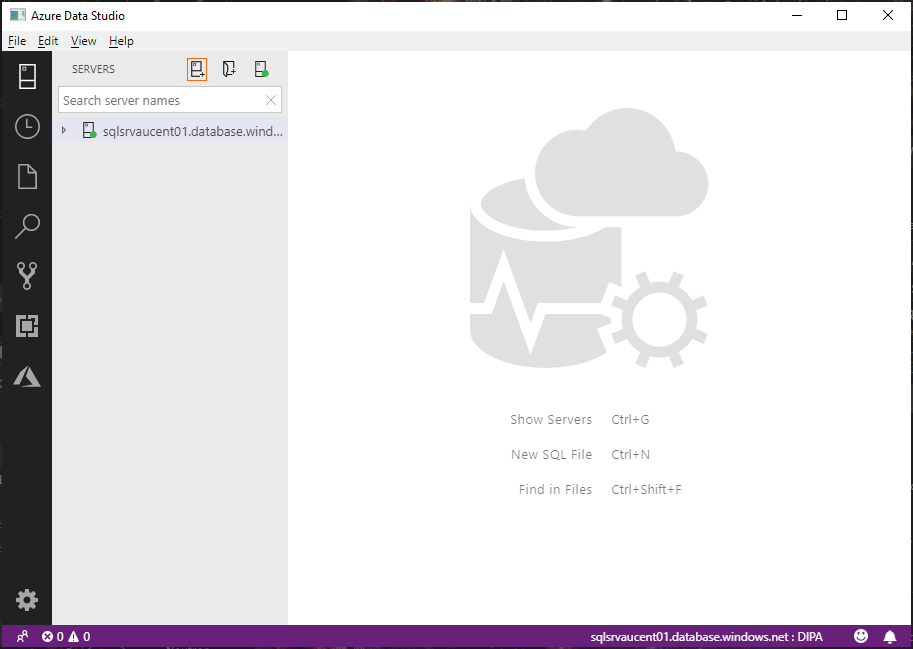 Azure Data Studio
File Edit View Help
SERVERS
Search server names
sqlsrvaucent01.database.wind...
Show Servers Ctrl+G
New SQL File Ctrl+N
Find in Files Ctrl+Shift+F
0 0 sqlsrvaucent01.database.windows.net : DIPA